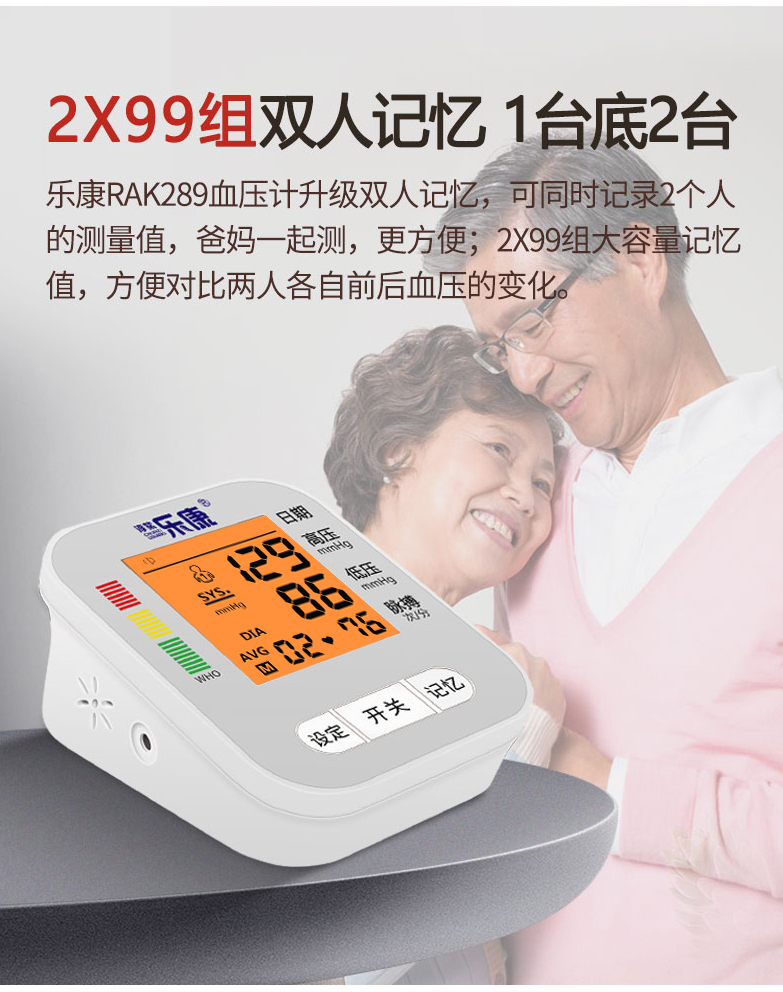 2X99组双人记忆 1台底2台
乐康RAK289血压计升级双人记忆，可同时记录2个人
的测量值，爸妈一起测，更方便；2X99组大容量记忆
值，方便对比两人各自前后血压的变化。
乐康®
日期
129
高压
mmHg
SYS.
mmHg
86
低压
mmHg
DIA
AVG
M
02 ♥ 76
脉搏
次/分
WHO
设定
开关
记忆